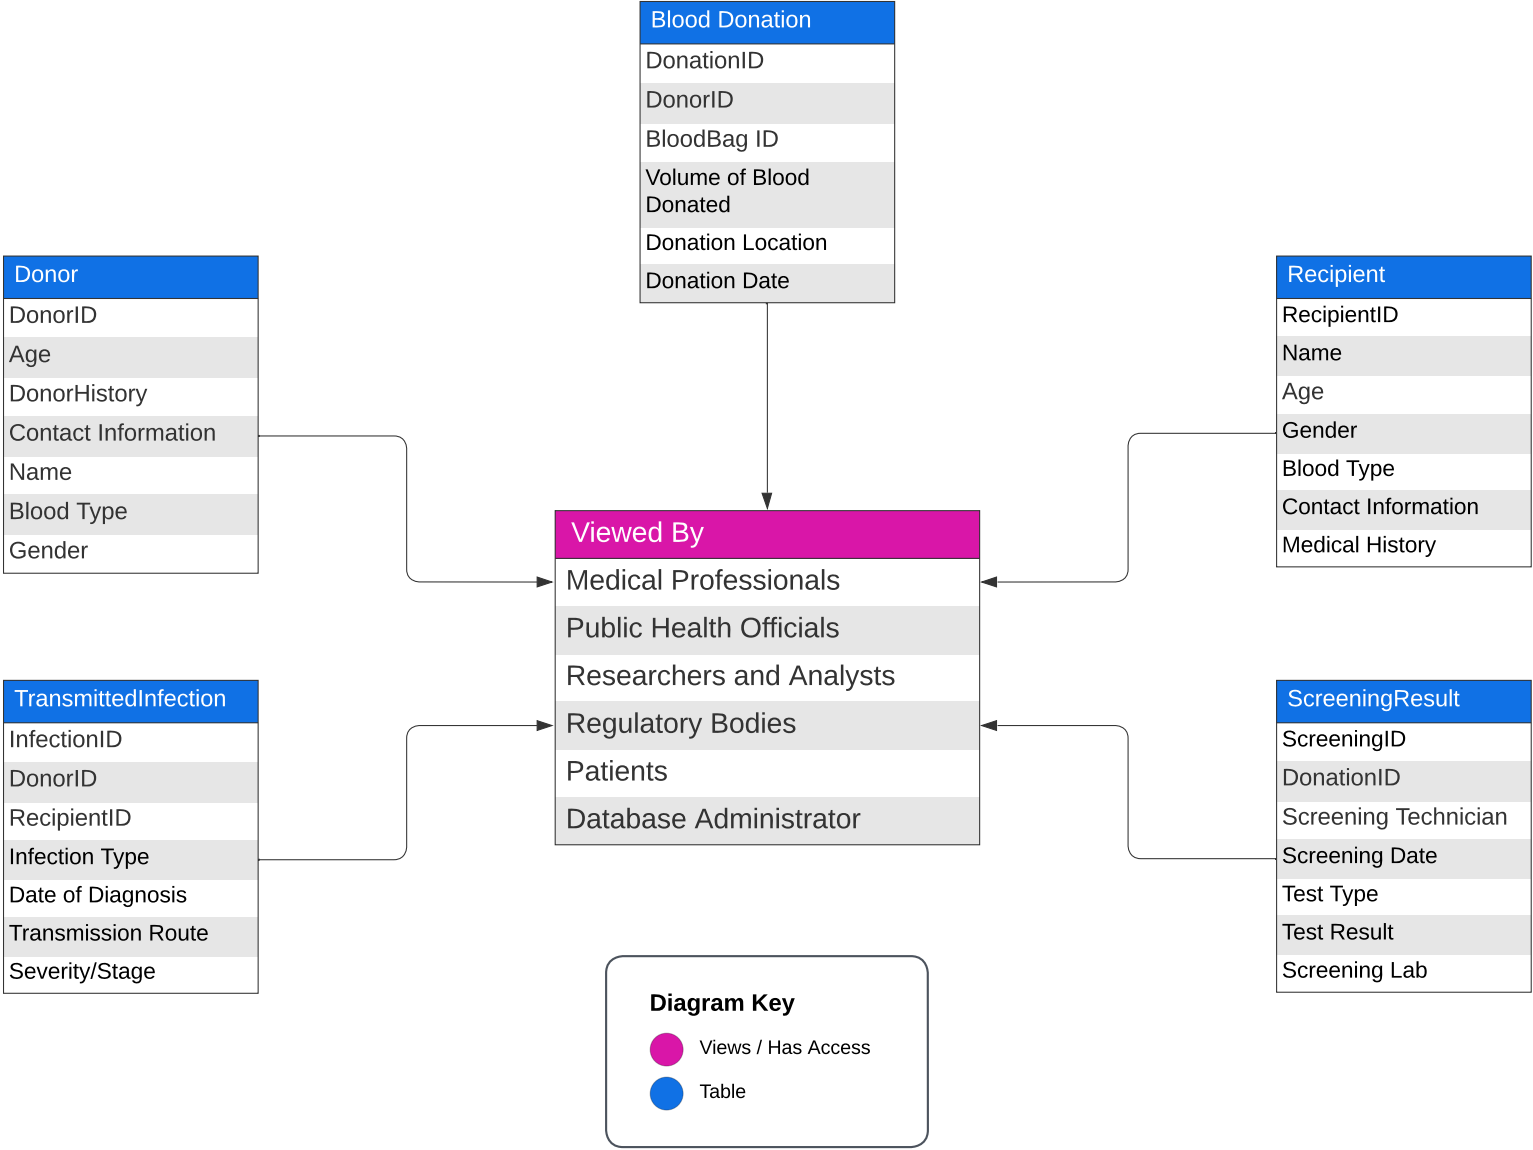 Blood Donation
DonationID
DonorID
BloodBag ID
Volume of Blood
Donated
Donation Location
Donation Date
Donor
DonorID
Age
DonorHistory
Contact Information
Name
Blood Type
Gender
Recipient
RecipientID
Name
Age
Gender
Blood Type
Contact Information
Medical History
Viewed By
Medical Professionals
Public Health Officials
Researchers and Analysts
Regulatory Bodies
Patients
Database Administrator
TransmittedInfection
InfectionID
DonorID
RecipientID
Infection Type
Date of Diagnosis
Transmission Route
Severity/Stage
ScreeningResult
ScreeningID
DonationID
Screening Technician
Screening Date
Test Type
Test Result
Screening Lab
Diagram Key
Views / Has Access
Table